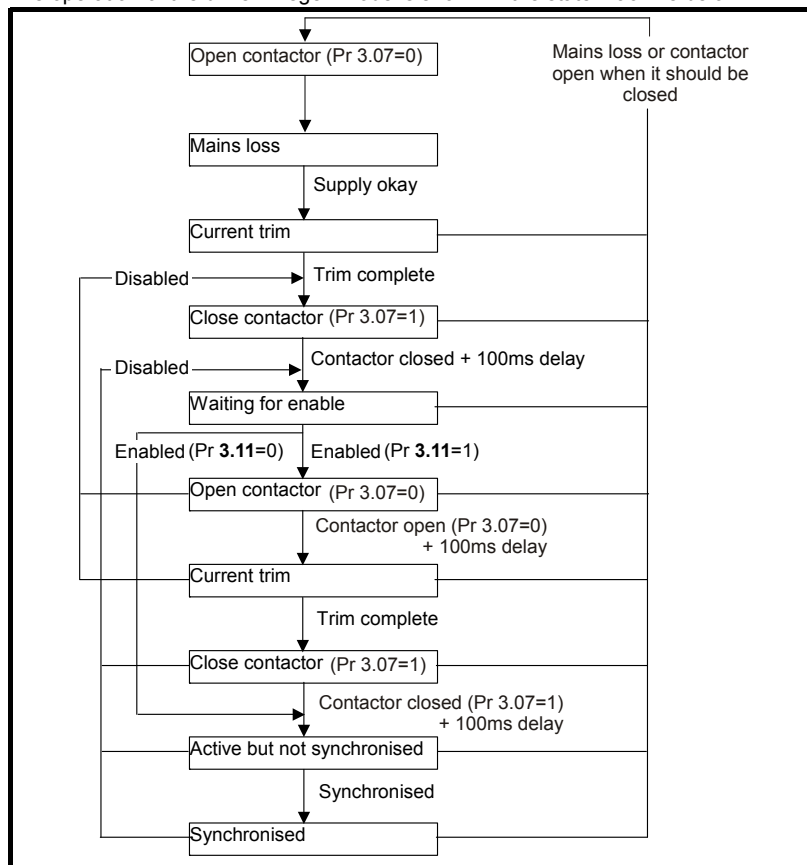 Open contactor (Pr 3.07=0)
Mains loss or contactor
open when it should be
closed
Mains loss
Supply okay
Current trim
Disabled
Trim complete
Close contactor (Pr 3.07=1)
Contactor closed + 100ms delay
Disabled
Waiting for enable
Enabled (Pr 3.11=0)
Enabled (Pr 3.11=1)
Open contactor (Pr 3.07=0)
Contactor open (Pr 3.07=0)
+ 100ms delay
Current trim
Trim complete
Close contactor (Pr 3.07=1)
Contactor closed (Pr 3.07=1)
+ 100ms delay
Active but not synchronised
Synchronised
Synchronised